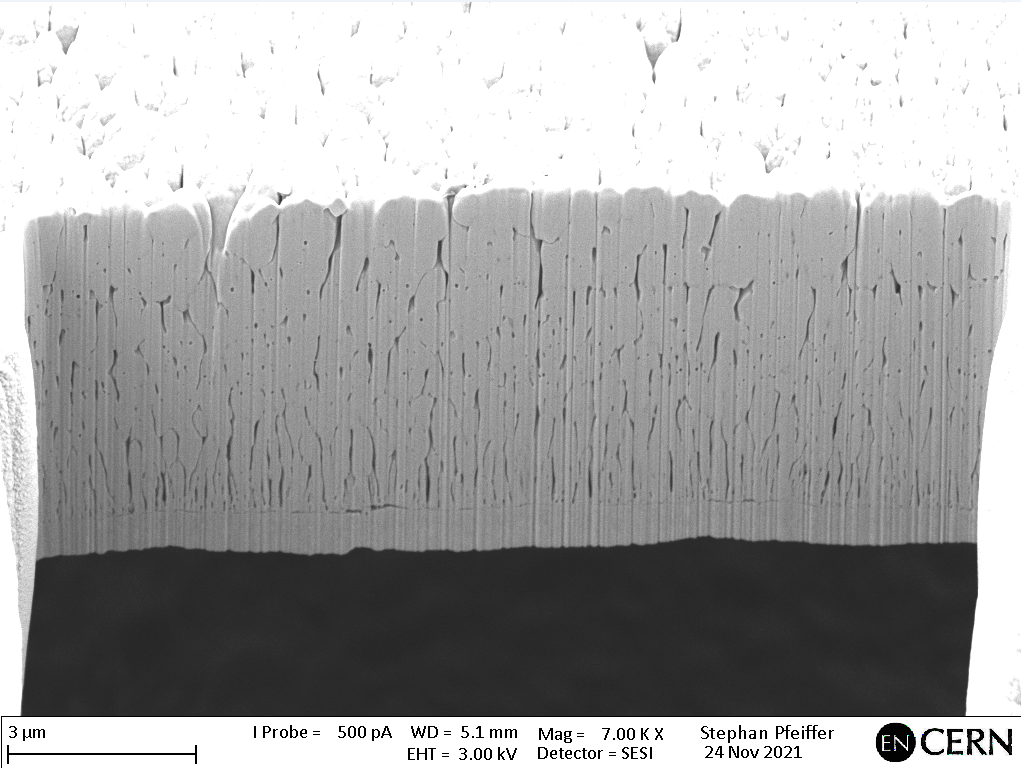 3 µm
I Probe = 500 pA
WD = 5.1 mm
EHT = 3.00 kV
Mag = 7.00 K X
Detector = SESI
Stephan Pfeiffer
24 Nov 2021
EN CERN